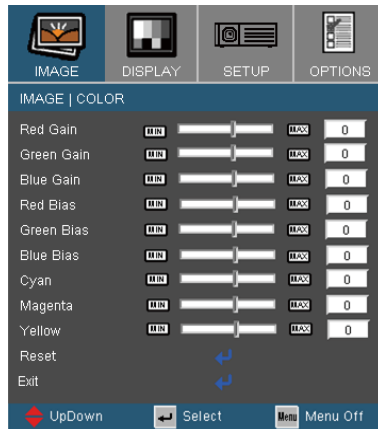 IMAGE DISPLAY SETUP OPTIONS
IMAGE | COLOR
Red Gain MIN MAX 0
Green Gain MIN MAX 0
Blue Gain MIN MAX 0
Red Bias MIN MAX 0
Green Bias MIN MAX 0
Blue Bias MIN MAX 0
Cyan MIN MAX 0
Magenta MIN MAX 0
Yellow MIN MAX 0
Reset
Exit
UpDown Select Menu Menu Off